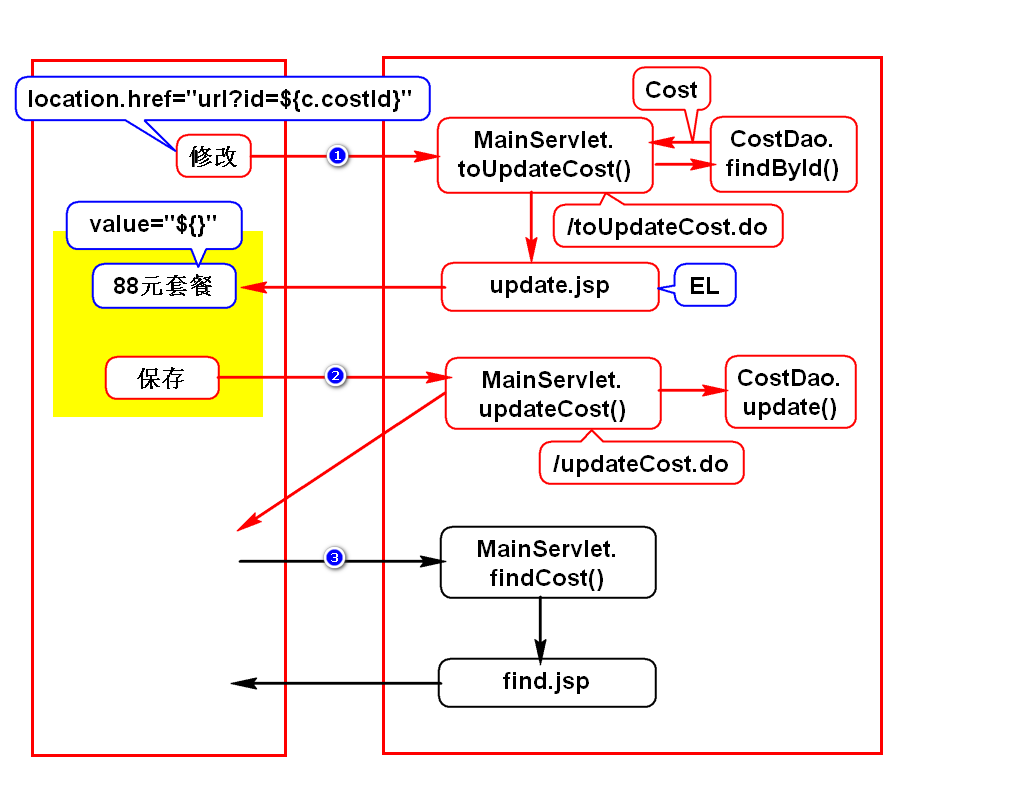 location.href="url?id=${c.costId}"
Cost
修改
1
MainServlet.
toUpdateCost()
CostDao.
findById()
/toUpdateCost.do
value="${}"
88元套餐
update.jsp
EL
保存
2
MainServlet.
updateCost()
CostDao.
update()
/updateCost.do
3
MainServlet.
findCost()
find.jsp